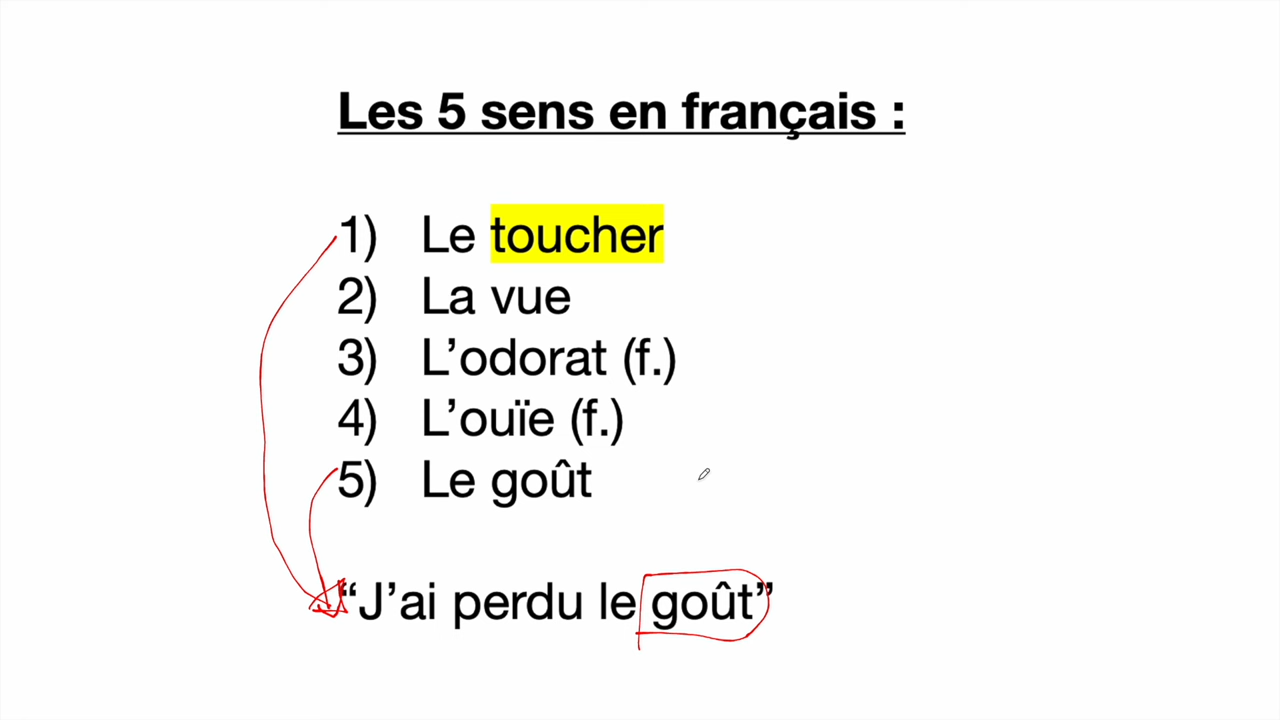 Les 5 sens en français :
1) Le toucher
2) La vue
3) L’odorat (f.)
4) L’ouïe (f.)
5) Le goût
“J’ai perdu le goût”